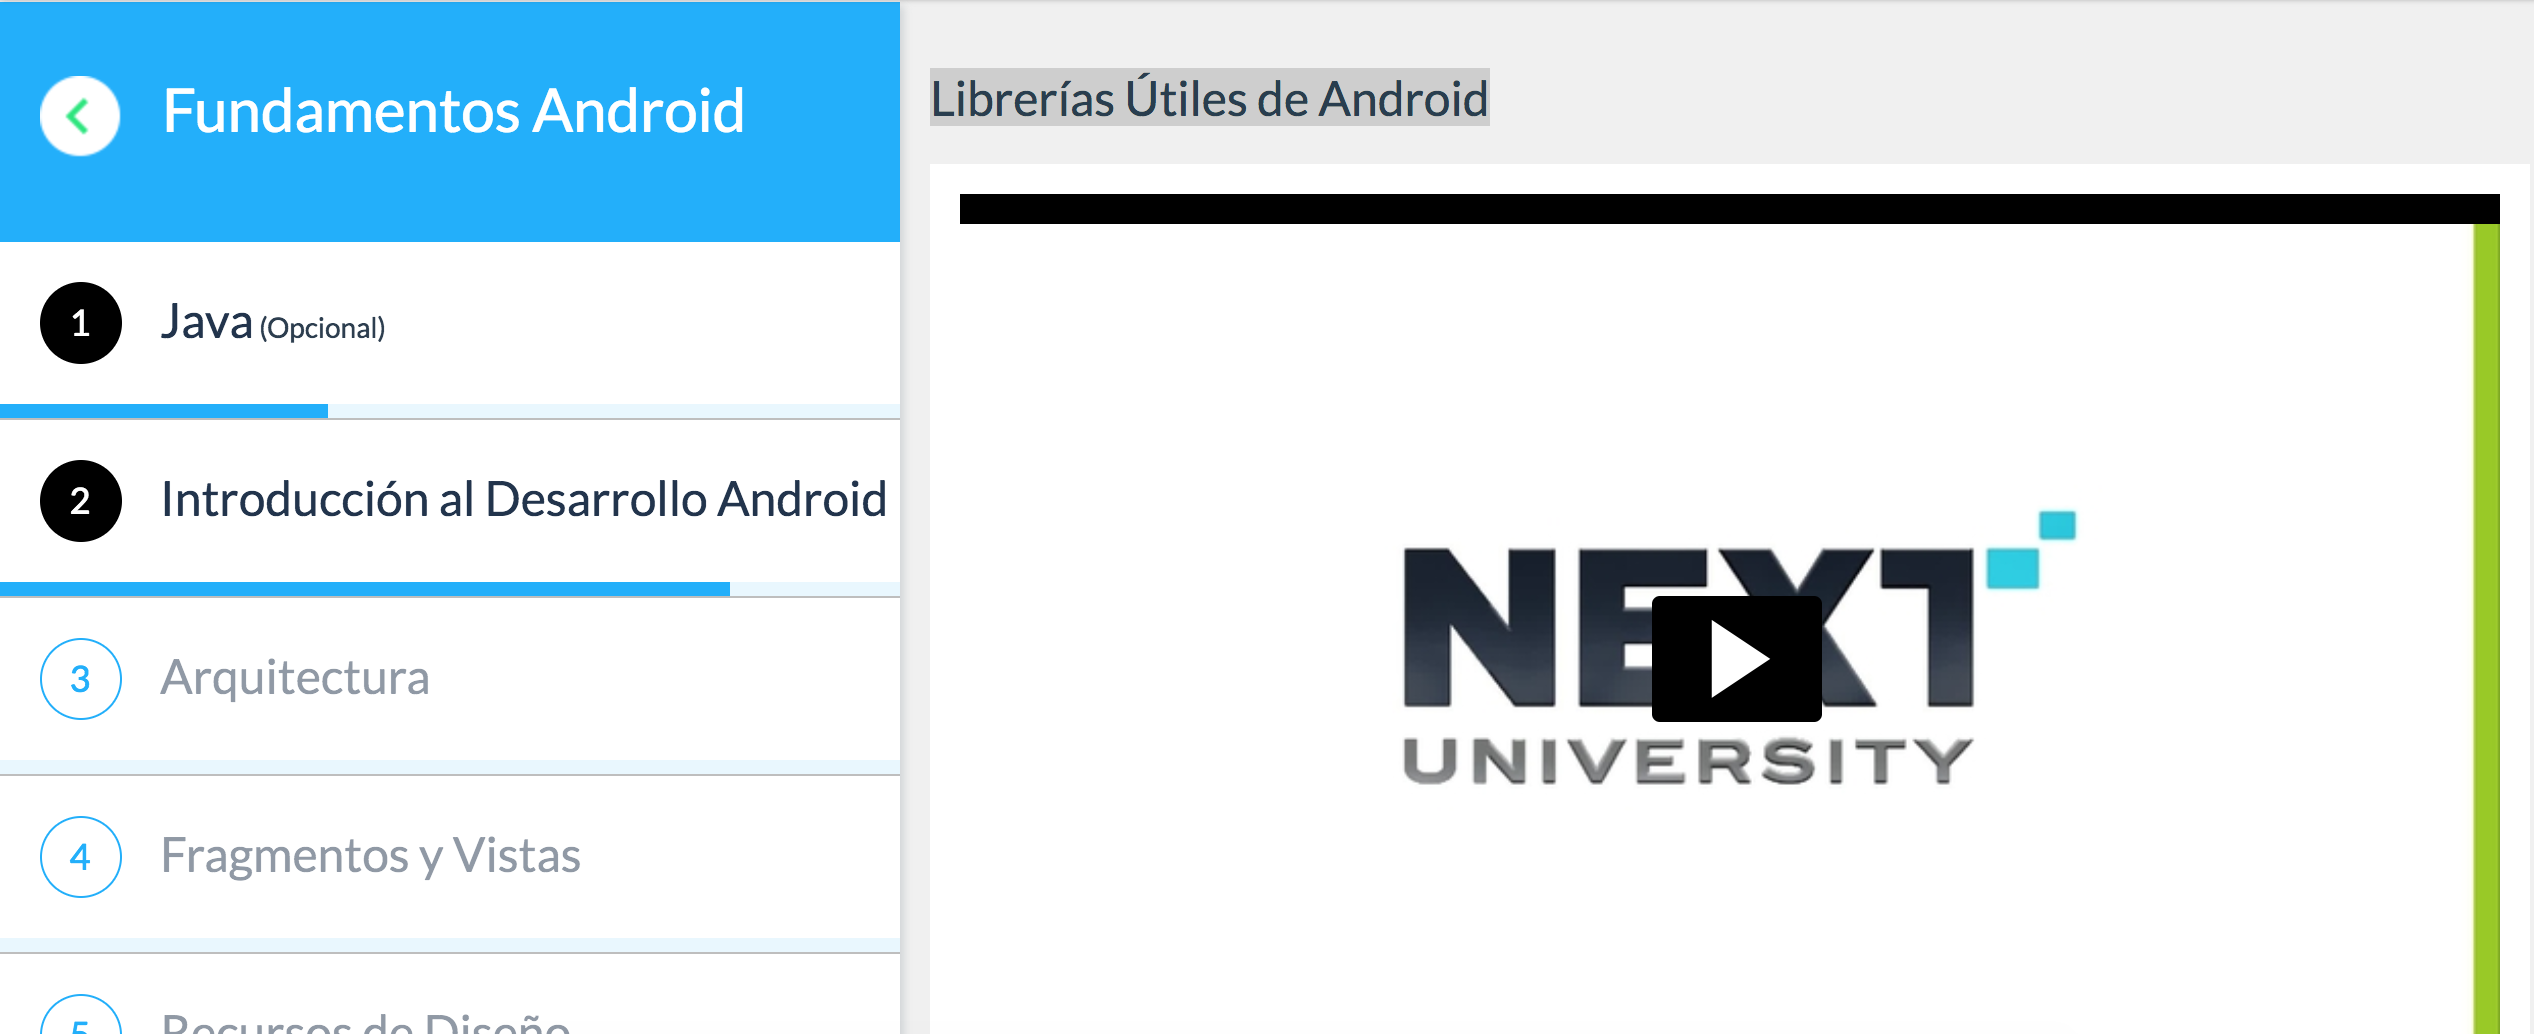 Fundamentos Android
1 Java (Opcional)
2 Introducción al Desarrollo Android
3 Arquitectura
4 Fragmentos y Vistas
5 Recursos de Diseño
Librerías Útiles de Android
NEXT
UNIVERSITY